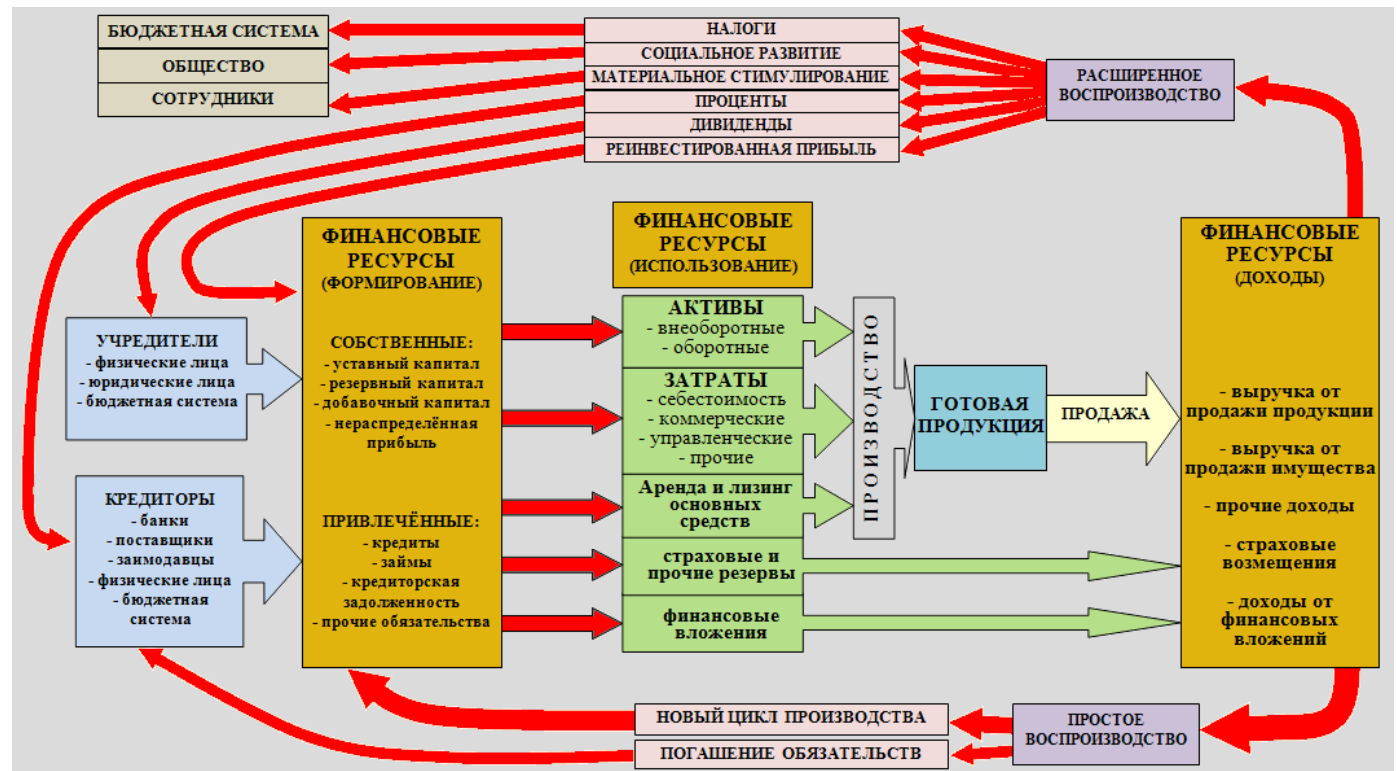 БЮДЖЕТНАЯ СИСТЕМА
ОБЩЕСТВО
СОТРУДНИКИ
НАЛОГИ
СОЦИАЛЬНОЕ РАЗВИТИЕ
МАТЕРИАЛЬНОЕ СТИМУЛИРОВАНИЕ
ПРОЦЕНТЫ
ДИВИДЕНДЫ
РЕИНВЕСТИРОВАННАЯ ПРИБЫЛЬ
РАСШИРЕННОЕ
ВОСПРОИЗВОДСТВО
УЧРЕДИТЕЛИ
- физические лица
- юридические лица
- бюджетная система
КРЕДИТОРЫ
- банки
- поставщики
- заимодавцы
- физические лица
- бюджетная
система
ФИНАНСОВЫЕ
РЕСУРСЫ
(ФОРМИРОВАНИЕ)
СОБСТВЕННЫЕ:
- уставный капитал
- резервный капитал
- добавочный капитал
- нераспределённая
прибыль
ПРИВЛЕЧЁННЫЕ:
- кредиты
- займы
- кредиторская
задолженность
- прочие обязательства
ФИНАНСОВЫЕ
РЕСУРСЫ
(ИСПОЛЬЗОВАНИЕ)
АКТИВЫ
- внеоборотные
- оборотные
ЗАТРАТЫ
- себестоимость
- коммерческие
- управленческие
- прочие
Аренда и лизинг
основных
средств
страховые и
прочие резервы
финансовые
вложения
ПРОИЗВОДСТВО
ГОТОВАЯ
ПРОДУКЦИЯ
ПРОДАЖА
ФИНАНСОВЫЕ
РЕСУРСЫ
(ДОХОДЫ)
- выручка от
продажи продукции
- выручка от
продажи имущества
- прочие доходы
- страховые
возмещения
- доходы от
финансовых
вложений
НОВЫЙ ЦИКЛ ПРОИЗВОДСТВА
ПОГАШЕНИЕ ОБЯЗАТЕЛЬСТВ
ПРОСТОЕ
ВОСПРОИЗВОДСТВО